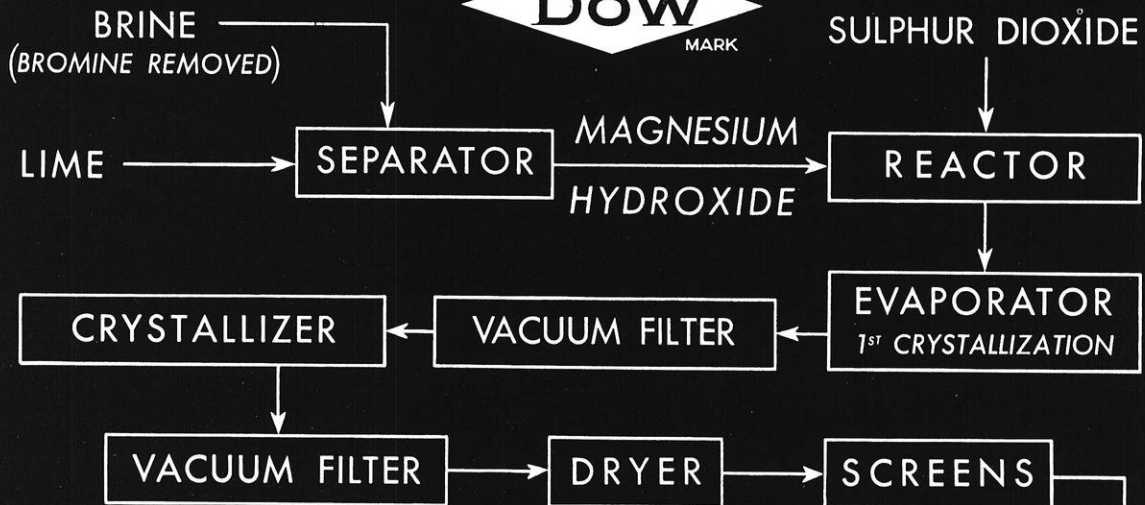 DOW
MARK
BRINE
(BROMINE REMOVED)
SULPHUR DIOXIDE
LIME
SEPARATOR
MAGNESIUM
HYDROXIDE
REACTOR
CRYSTALLIZER
VACUUM FILTER
EVAPORATOR
1ST CRYSTALLIZATION
VACUUM FILTER
DRYER
SCREENS